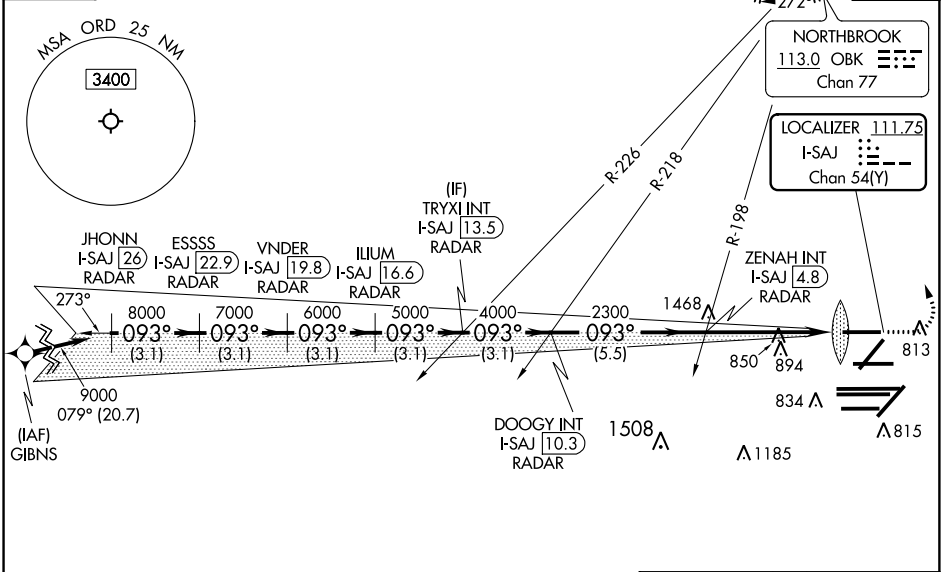 MSA ORD 25 NM
3400
272°
NORTHBROOK
113.0 OBK
Chan 77
LOCALIZER 111.75
I-SAJ
Chan 54(Y)
R-226
R-218
R-198
(IF)
TRYXI INT
I-SAJ 13.5
RADAR
JHONN
I-SAJ 26
RADAR
ESSSS
I-SAJ 22.9
RADAR
VNDER
I-SAJ 19.8
RADAR
ILIUM
I-SAJ 16.6
RADAR
ZENAH INT
I-SAJ 4.8
RADAR
273°
8000
093°
(3.1)
7000
093°
(3.1)
6000
093°
(3.1)
5000
093°
(3.1)
4000
093°
(3.1)
2300
093°
(5.5)
1468
850
894
813
834
815
9000
079° (20.7)
(IAF)
GIBNS
DOOGY INT
I-SAJ 10.3
RADAR
1508
1185